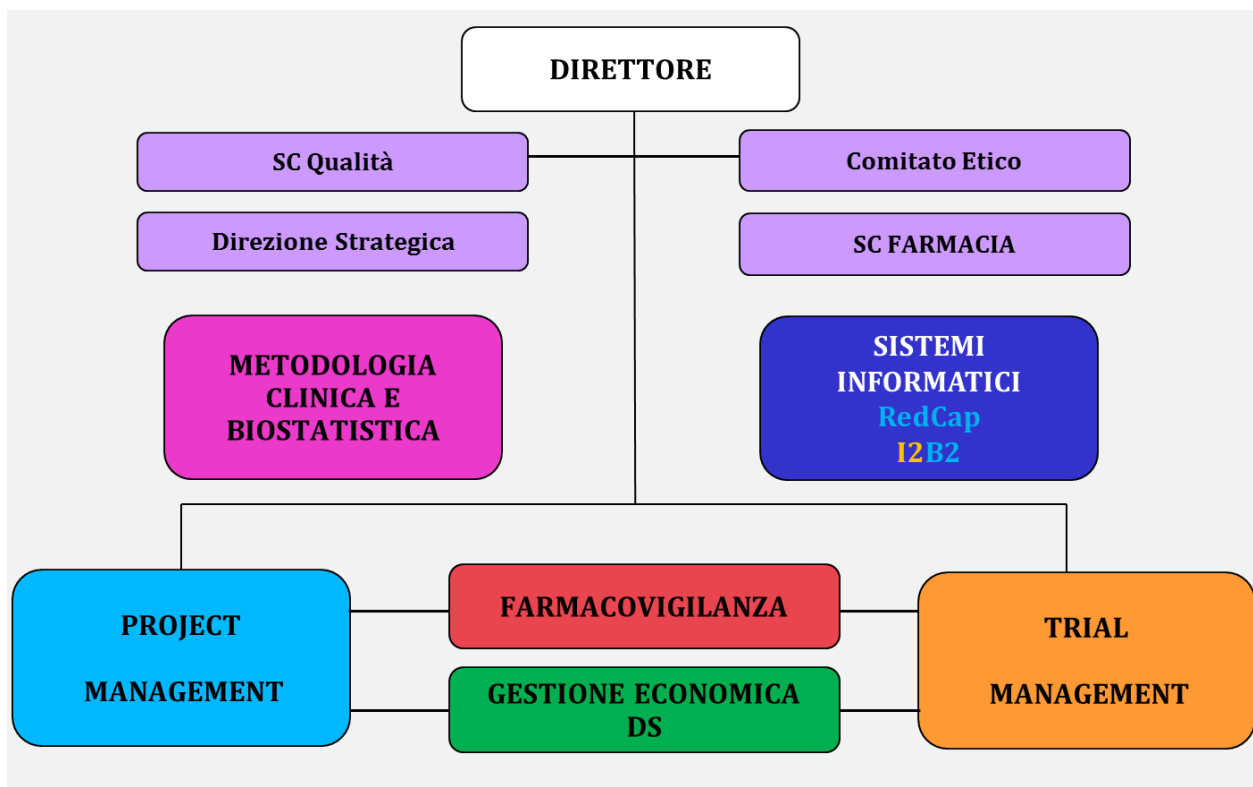 DIRETTORE
SC Qualità
Comitato Etico
Direzione Strategica
SC FARMACIA
METODOLOGIA
CLINICA E
BIOSTATISTICA
SISTEMI
INFORMATICI
RedCap
I2B2
PROJECT
MANAGEMENT
FARMACOVIGILANZA
GESTIONE ECONOMICA
DS
TRIAL
MANAGEMENT